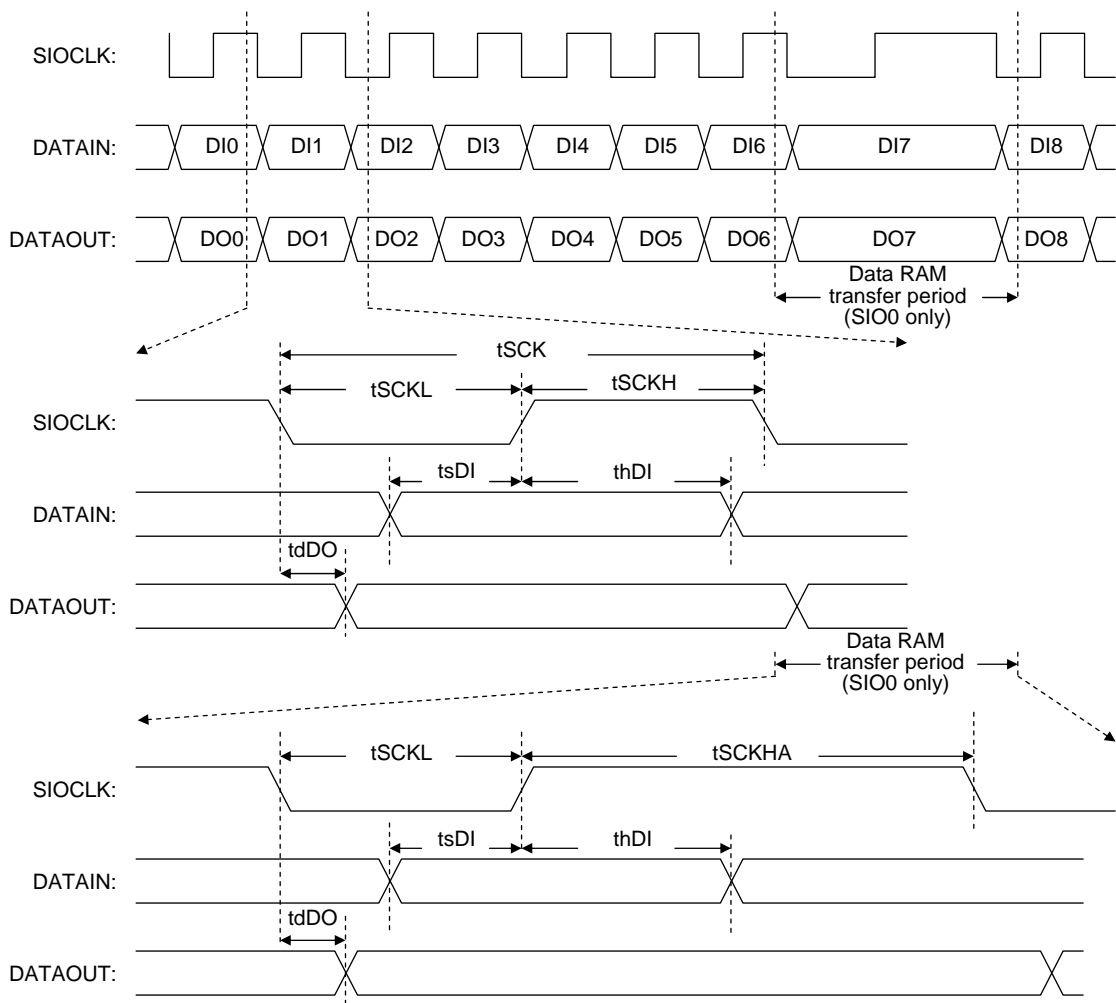 SIOCLK:
DATAIN: DI0 DI1 DI2 DI3 DI4 DI5 DI6 DI7 DI8
DATAOUT: DO0 DO1 DO2 DO3 DO4 DO5 DO6 DO7 DO8
Data RAM
transfer period
(SIO0 only)
tSCK
tSCKL tSCKH
SIOCLK:
tsDI thDI
DATAIN:
tdDO
DATAOUT:
Data RAM
transfer period
(SIO0 only)
tSCKL tSCKHA
SIOCLK:
tsDI thDI
DATAIN:
tdDO
DATAOUT: